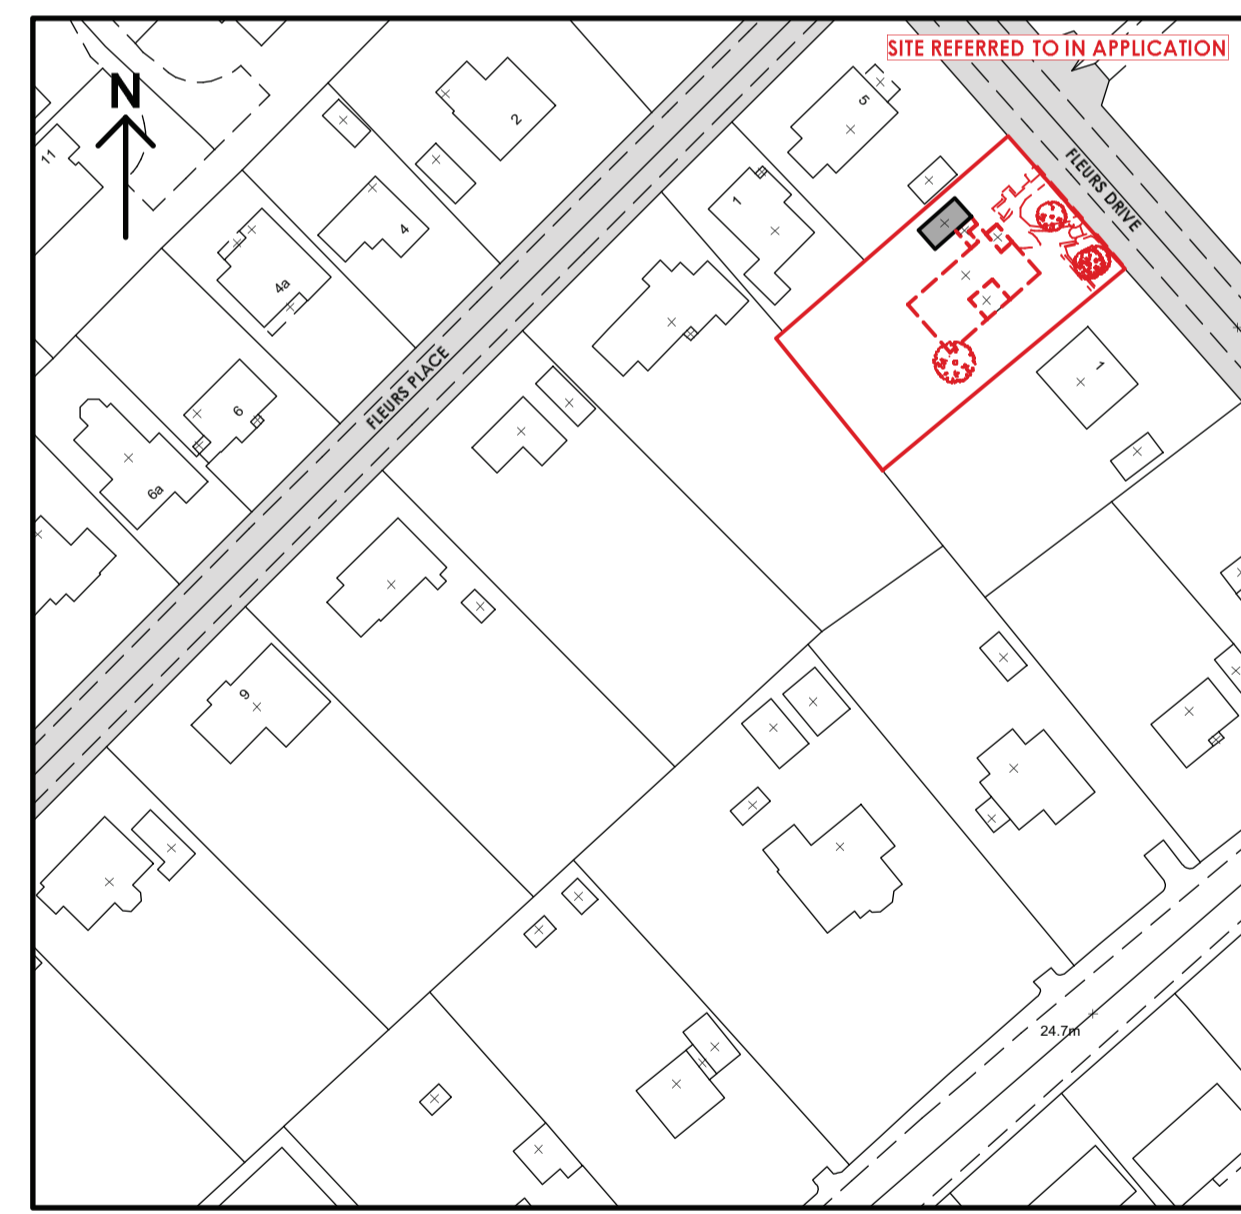 SITE REFERRED TO IN APPLICATION
N
5
2
11
FLEURS DRIVE
1
4
4a
1
FLEURS PLACE
6
6a
9
24.7m